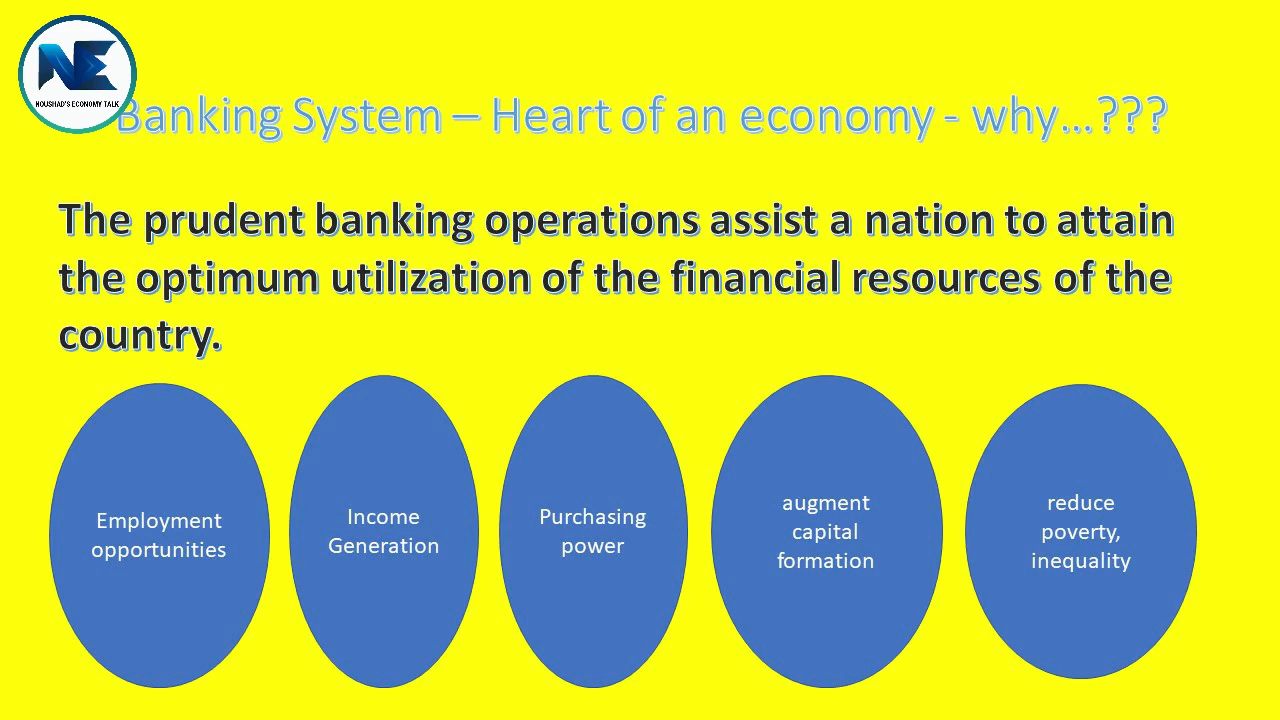 NE
NOUSHAD'S ECONOMY TALK
Banking System – Heart of an economy - why...???
The prudent banking operations assist a nation to attain
the optimum utilization of the financial resources of the
country.
Employment
opportunities
Income
Generation
Purchasing
power
augment
capital
formation
reduce
poverty,
inequality